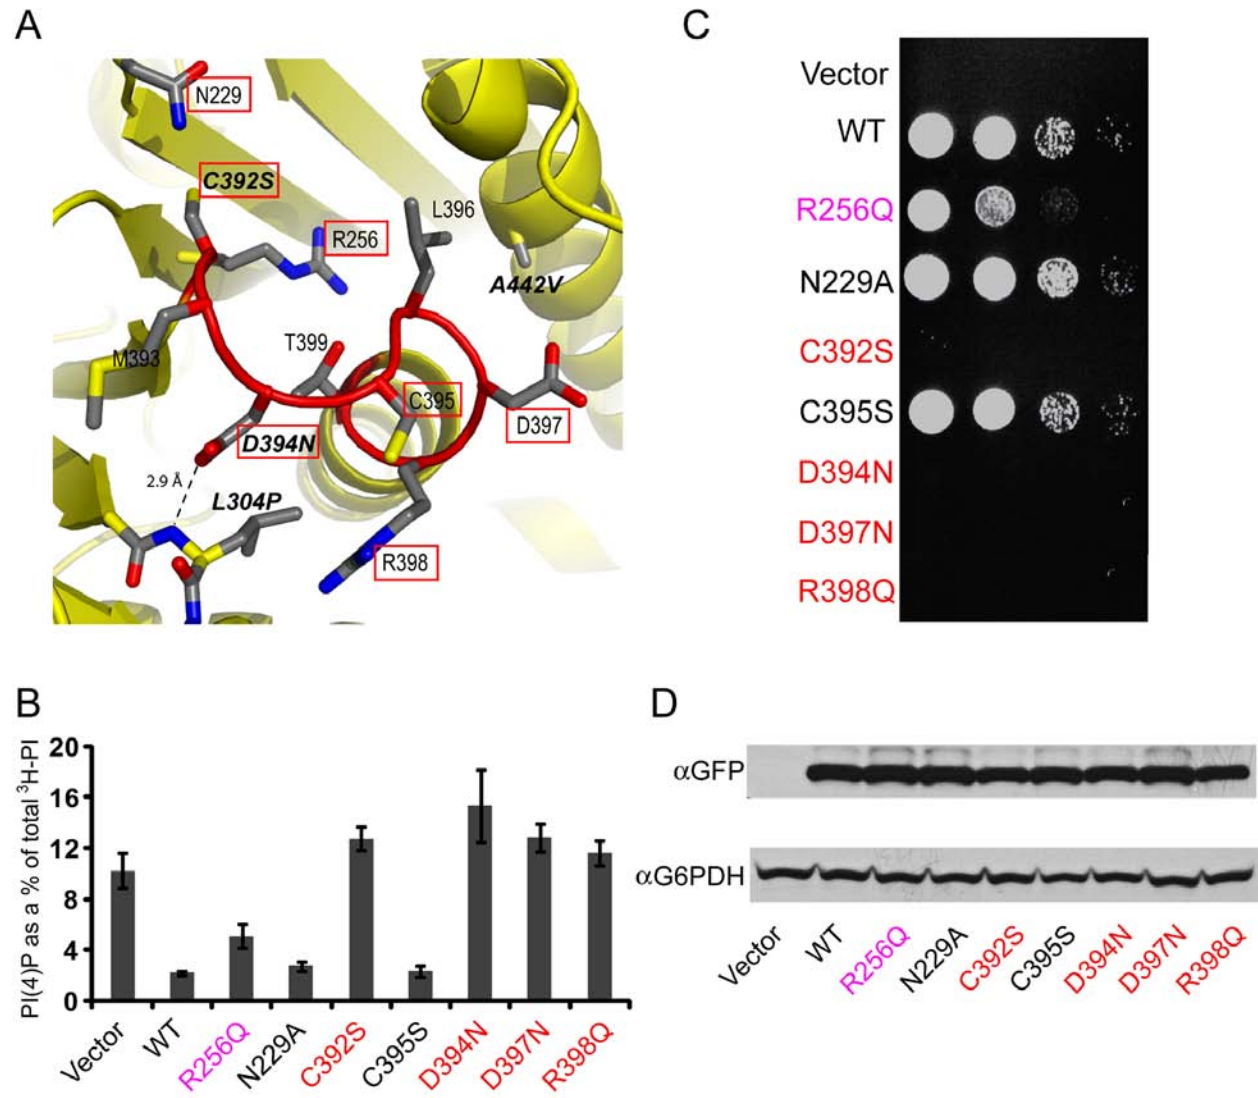 A
N229
C392S
R256
L396
A442V
M393
T399
C395
D397
D394N
2.9 Å
L304P
R398
C
Vector
WT
R256Q
N229A
C392S
C395S
D394N
D397N
R398Q
B
PI(4)P as a % of total ³H-PI
20
16
12
8
4
0
Vector
WT
R256Q
N229A
C392S
C395S
D394N
D397N
R398Q
D
αGFP
αG6PDH
Vector
WT
R256Q
N229A
C392S
C395S
D394N
D397N
R398Q